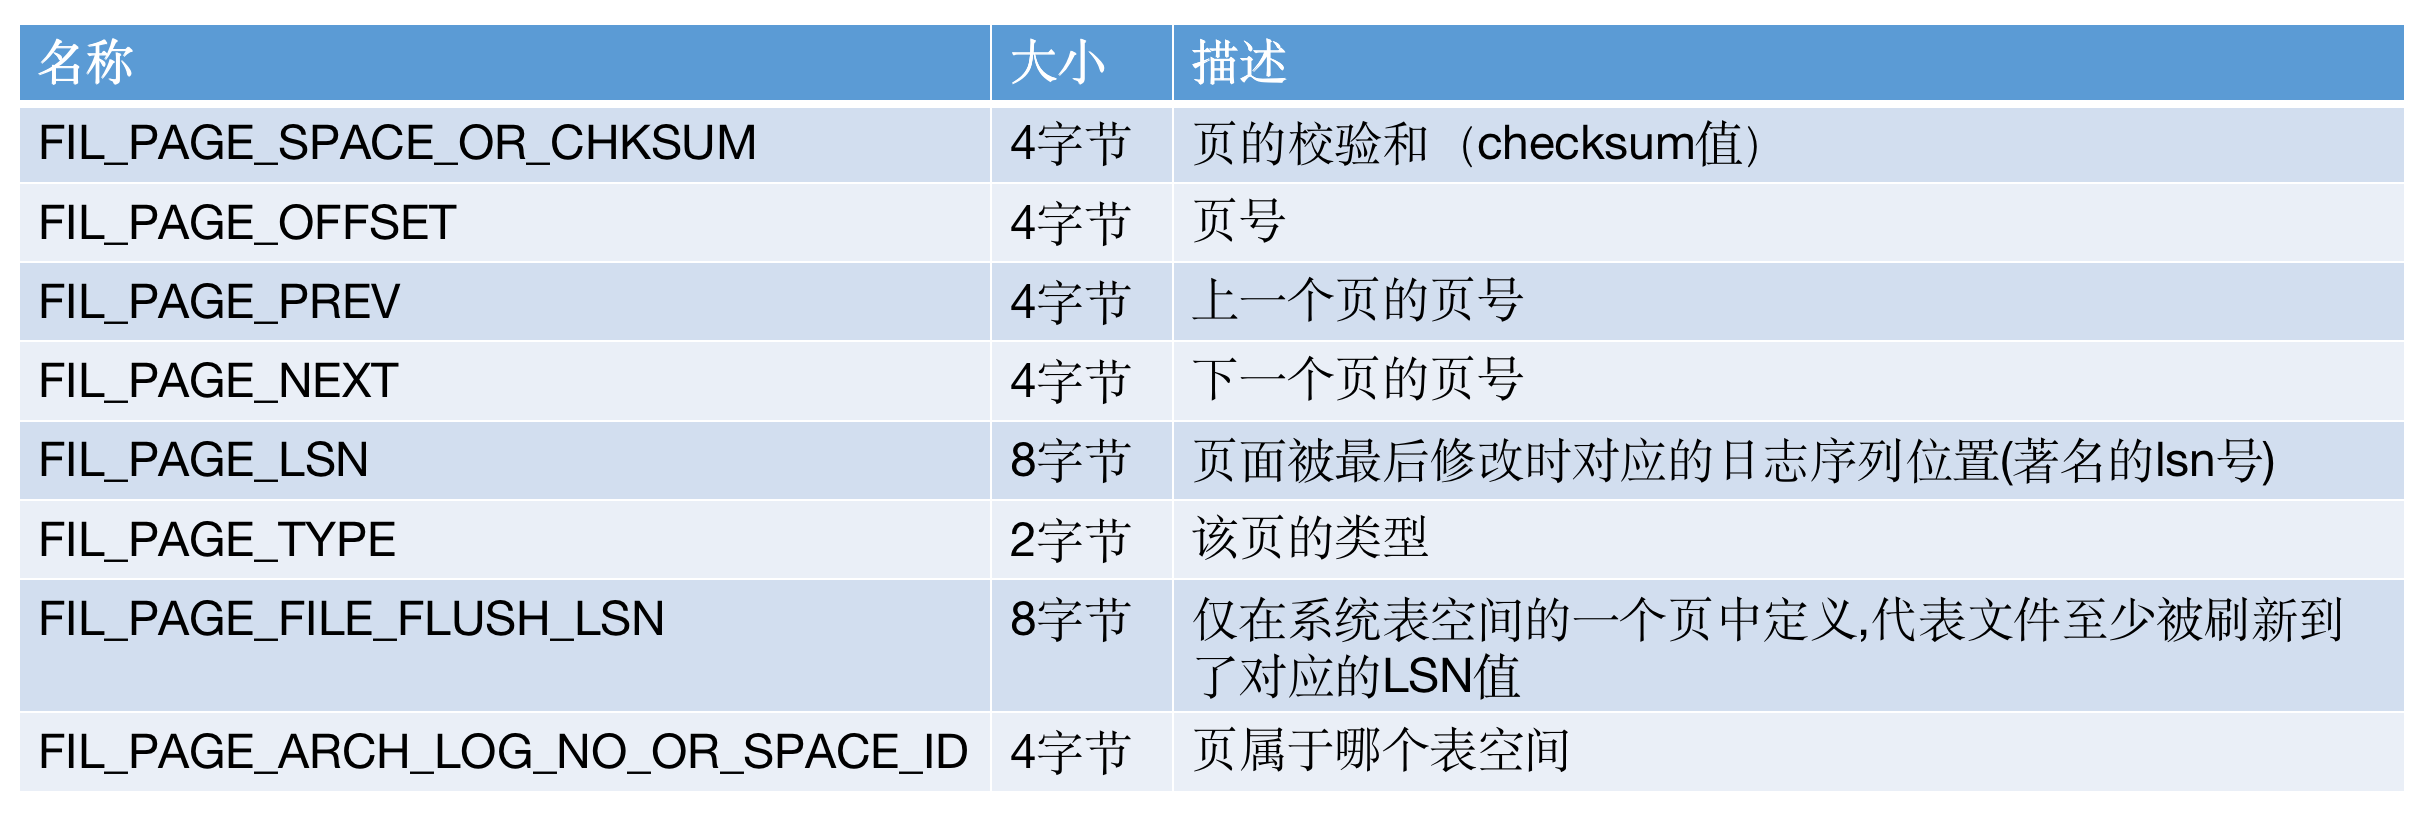 名称 大小 描述
FIL_PAGE_SPACE_OR_CHKSUM 4字节 页的校验和（checksum值）
FIL_PAGE_OFFSET 4字节 页号
FIL_PAGE_PREV 4字节 上一个页的页号
FIL_PAGE_NEXT 4字节 下一个页的页号
FIL_PAGE_LSN 8字节 页面被最后修改时对应的日志序列位置(著名的lsn号)
FIL_PAGE_TYPE 2字节 该页的类型
FIL_PAGE_FILE_FLUSH_LSN 8字节 仅在系统表空间的一个页中定义,代表文件至少被刷新到
了对应的LSN值
FIL_PAGE_ARCH_LOG_NO_OR_SPACE_ID 4字节 页属于哪个表空间